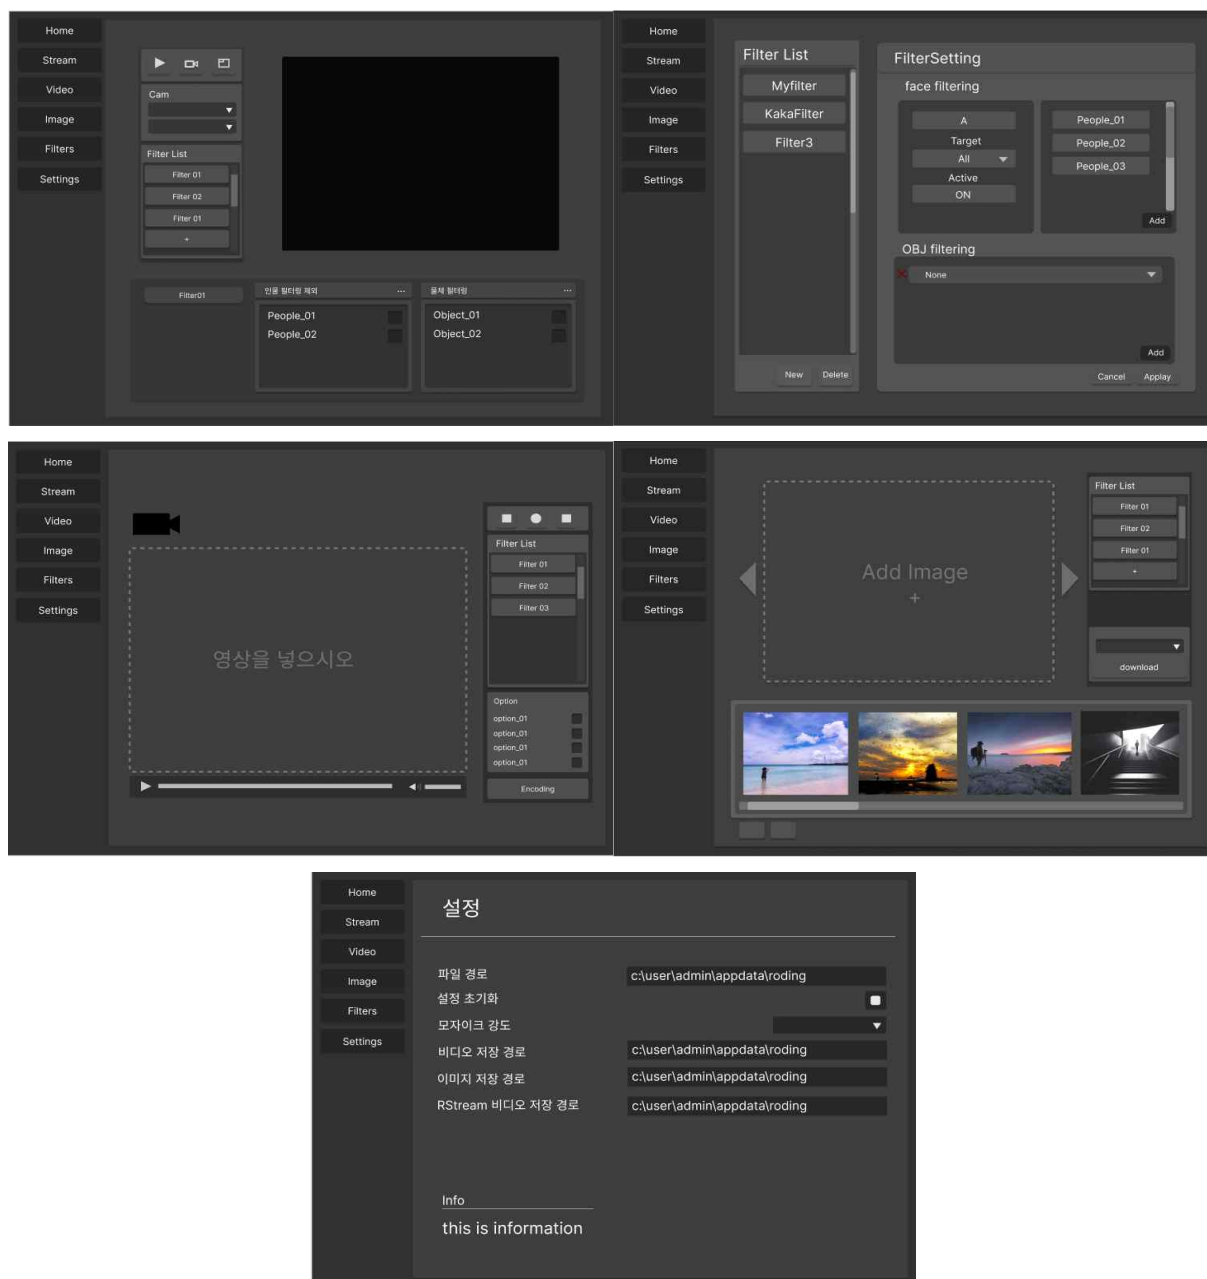 Home
Stream
Video
Image
Filters
Settings
Cam
Filter List
Filter 01
Filter 02
Filter 01
+
Filter01
인물 필터링 제외 ...
People_01
People_02
물체 필터링 ...
Object_01
Object_02
Home
Stream
Video
Image
Filters
Settings
Filter List
Myfilter
KakaFilter
Filter3
New Delete
FilterSetting
face filtering
A
Target
All
Active
ON
People_01
People_02
People_03
Add
OBJ filtering
None
Add
Cancel Applay
Home
Stream
Video
Image
Filters
Settings
영상을 넣으시오
Filter List
Filter 01
Filter 02
Filter 03
Option
option_01
option_01
option_01
option_01
Encoding
Home
Stream
Video
Image
Filters
Settings
Add Image
+
Filter List
Filter 01
Filter 02
Filter 01
+
download
Home
Stream
Video
Image
Filters
Settings
설정
파일 경로 c:\user\admin\appdata\roding
설정 초기화
모자이크 강도
비디오 저장 경로 c:\user\admin\appdata\roding
이미지 저장 경로 c:\user\admin\appdata\roding
RStream 비디오 저장 경로 c:\user\admin\appdata\roding
Info
this is information